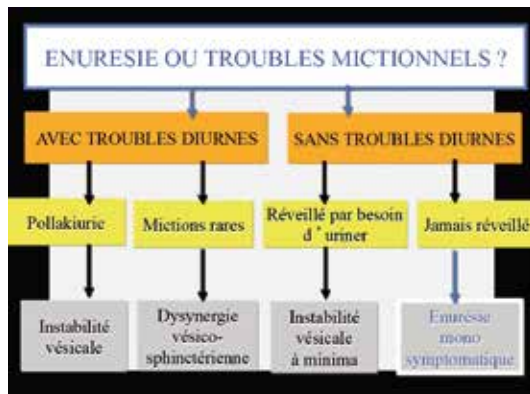 ENURESIE OU TROUBLES MICTIONNELS ?
AVEC TROUBLES DIURNES
SANS TROUBLES DIURNES
Pollakiurie
Mictions rares
Réveillé par besoin
d'uriner
Jamais réveillé
Instabilité
vésicale
Dysynergie
vésico-
sphinctérienne
Instabilité
vésicale
à minima
Enurésie
mono
symptomatique